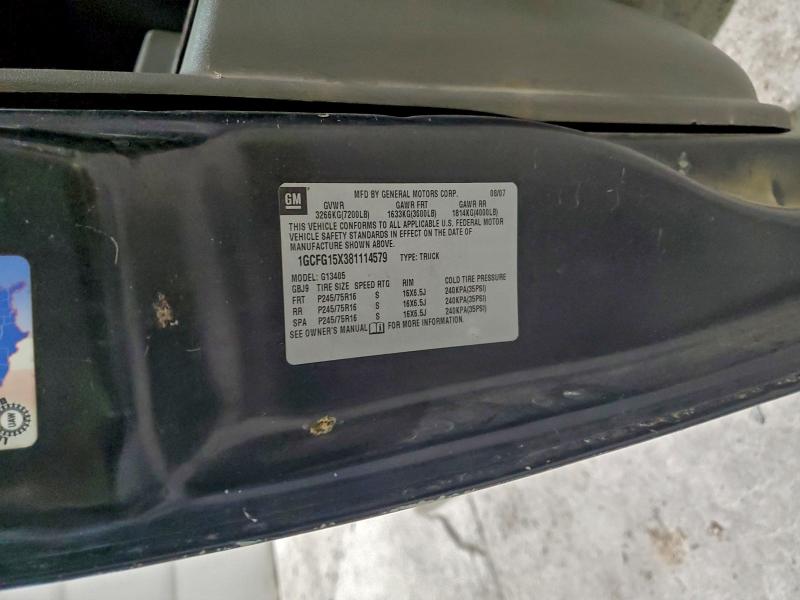 GM
MFD BY GENERAL MOTORS CORP. 08/07
GVWR GAWR FRT GAWR RR
3266KG(7200LB) 1633KG(3600LB) 1814KG(4000LB)
THIS VEHICLE CONFORMS TO ALL APPLICABLE U.S. FEDERAL MOTOR
VEHICLE SAFETY STANDARDS IN EFFECT ON THE DATE OF
MANUFACTURE SHOWN ABOVE.
1GCFG15X381114579 TYPE: TRUCK
MODEL: G13405
GBJ9 TIRE SIZE SPEED RTG RIM COLD TIRE PRESSURE
FRT P245/75R16 S 16X6.5J 240KPA(35PSI)
RR P245/75R16 S 16X6.5J 240KPA(35PSI)
SPA P245/75R16 S 16X6.5J 240KPA(35PSI)
SEE OWNER'S MANUAL FOR MORE INFORMATION.
UAW